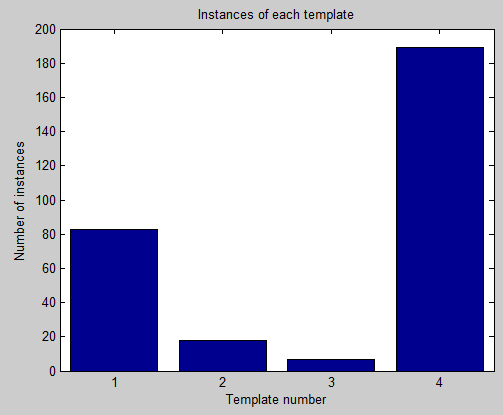 Instances of each template
200
180
160
140
120
100
80
60
40
20
0
Number of instances
1 2 3 4
Template number